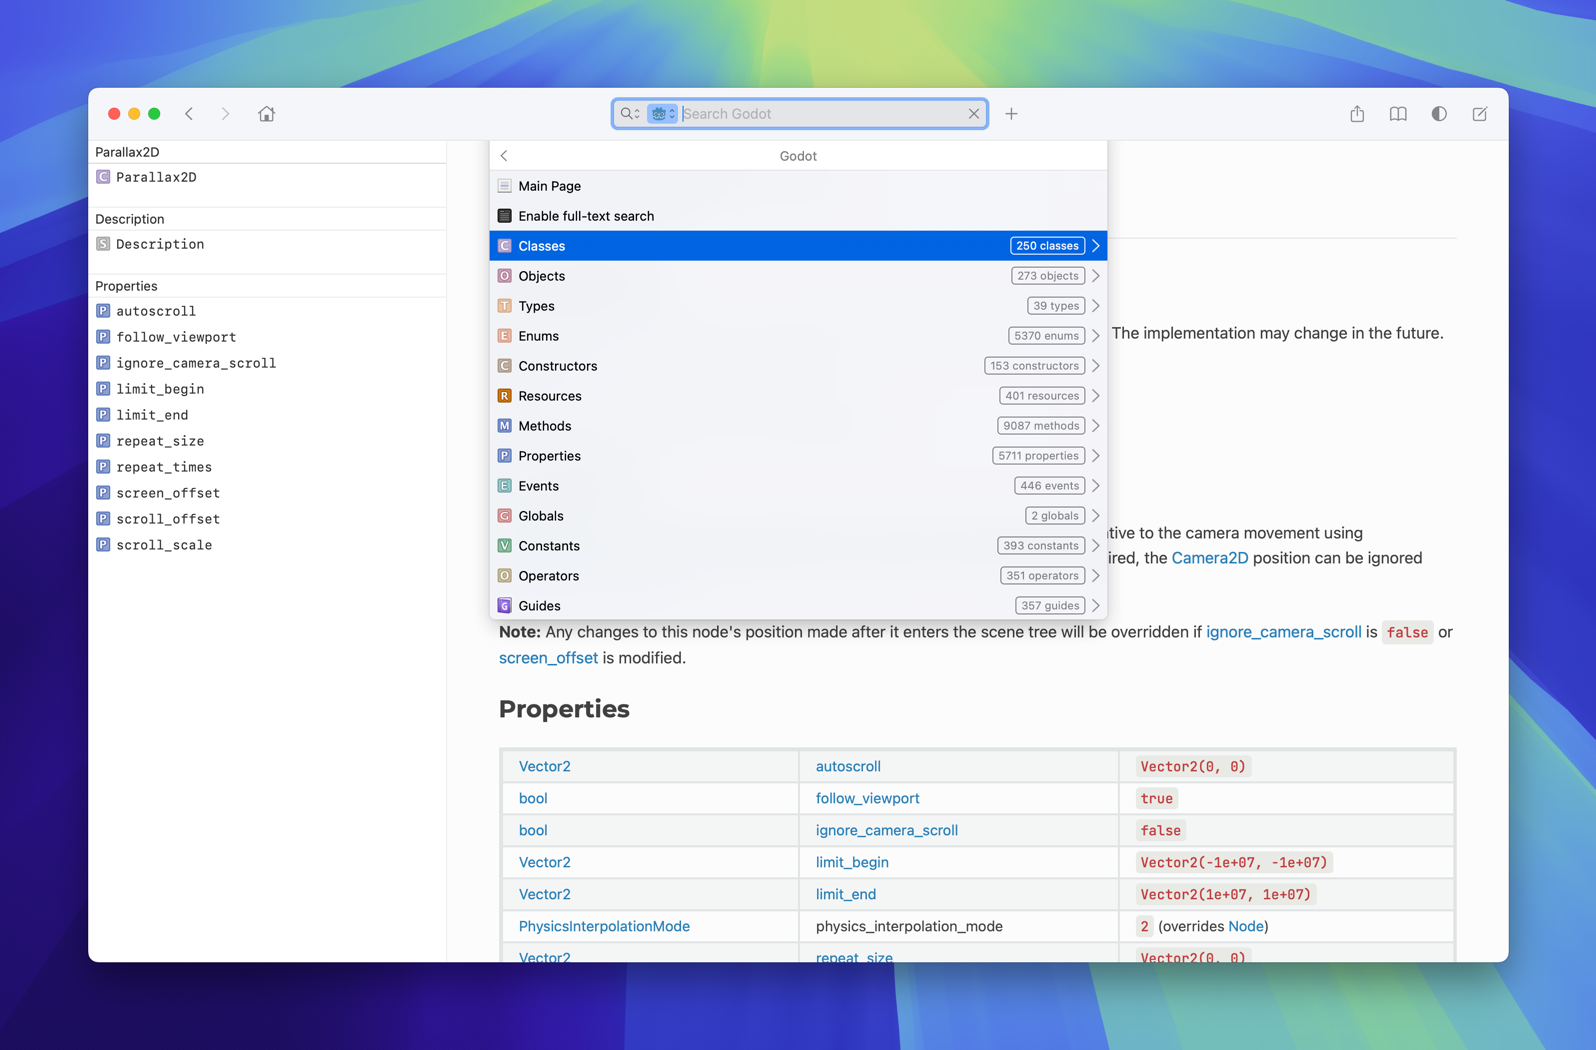 Search Godot
Parallax2D
C Parallax2D
Description
S Description
Properties
P autoscroll
P follow_viewport
P ignore_camera_scroll
P limit_begin
P limit_end
P repeat_size
P repeat_times
P screen_offset
P scroll_offset
P scroll_scale
Godot
Main Page
Enable full-text search
C Classes 250 classes
O Objects 273 objects
T Types 39 types
E Enums 5370 enums
C Constructors 153 constructors
R Resources 401 resources
M Methods 9087 methods
P Properties 5711 properties
E Events 446 events
G Globals 2 globals
V Constants 393 constants
O Operators 351 operators
G Guides 357 guides
The implementation may change in the future.
tive to the camera movement using
ired, the Camera2D position can be ignored
Note: Any changes to this node's position made after it enters the scene tree will be overridden if ignore_camera_scroll is false or
screen_offset is modified.
Properties
Vector2 autoscroll Vector2(0, 0)
bool follow_viewport true
bool ignore_camera_scroll false
Vector2 limit_begin Vector2(-1e+07, -1e+07)
Vector2 limit_end Vector2(1e+07, 1e+07)
PhysicsInterpolationMode physics_interpolation_mode 2 (overrides Node)
Vector2 repeat_size Vector2(0, 0)